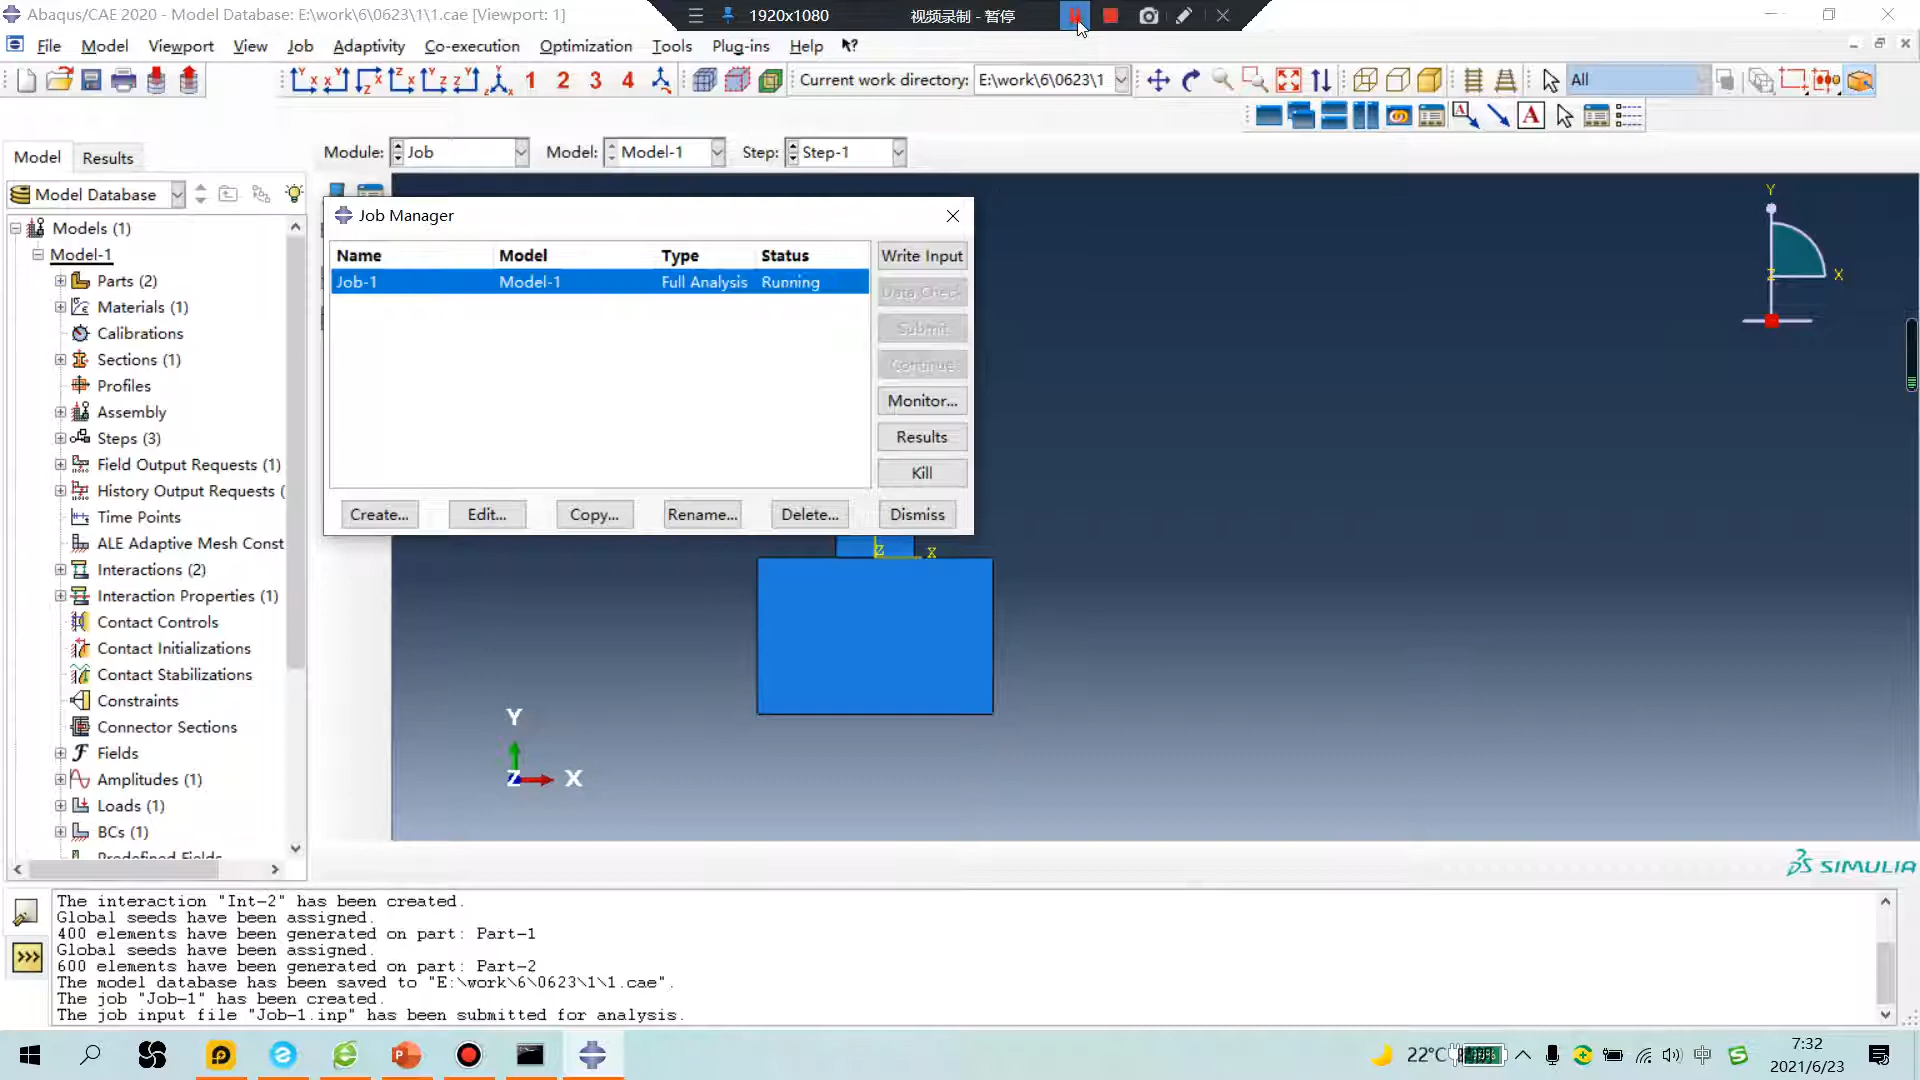 Abaqus/CAE 2020 - Model Database: E:\work\6\0623\1\1.cae [Viewport: 1]
1920x1080
视频录制 - 暂停
File Model Viewport View Job Adaptivity Co-execution Optimization Tools Plug-ins Help
1 2 3 4
Current work directory: E:\work\6\0623\1
All
Model Results
Module: Job Model: Model-1 Step: Step-1
Model Database
Models (1)
Model-1
Parts (2)
Materials (1)
Calibrations
Sections (1)
Profiles
Assembly
Steps (3)
Field Output Requests (1)
History Output Requests (
Time Points
ALE Adaptive Mesh Const
Interactions (2)
Interaction Properties (1)
Contact Controls
Contact Initializations
Contact Stabilizations
Constraints
Connector Sections
Fields
Amplitudes (1)
Loads (1)
BCs (1)
Predefined Fields
Job Manager
Name Model Type Status
Job-1 Model-1 Full Analysis Running
Write Input
Data Check
Submit
Continue
Monitor...
Results
Kill
Create... Edit... Copy... Rename... Delete... Dismiss
Y
Z X
Z X
Y
Z X
SIMULIA
The interaction "Int-2" has been created.
Global seeds have been assigned.
400 elements have been generated on part: Part-1
Global seeds have been assigned.
600 elements have been generated on part: Part-2
The model database has been saved to "E:\work\6\0623\1\1.cae".
The job "Job-1" has been created.
The job input file "Job-1.inp" has been submitted for analysis.
22°C
中
7:32
2021/6/23